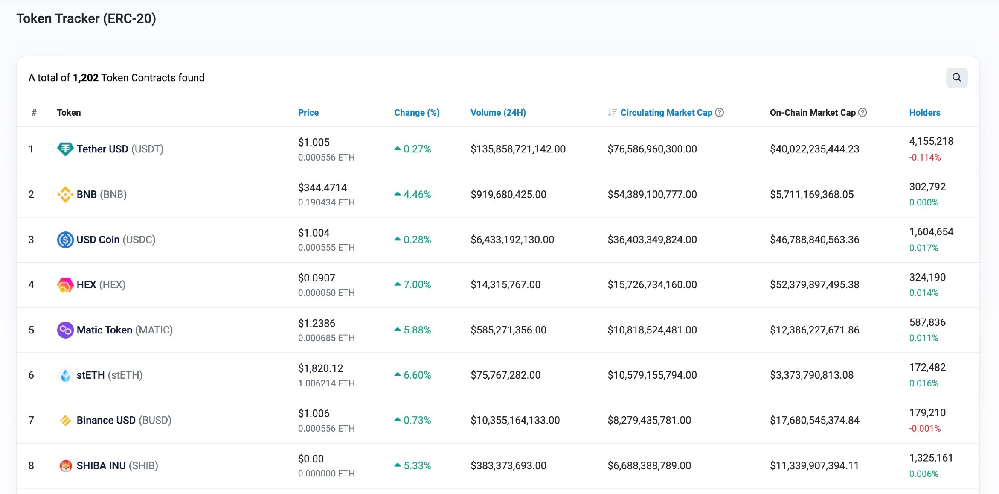 Token Tracker (ERC-20)
A total of 1,202 Token Contracts found
# Token Price Change (%) Volume (24H) Circulating Market Cap On-Chain Market Cap Holders
1 Tether USD (USDT) $1.005 0.27% $135,858,721,142.00 $76,586,960,300.00 $40,022,235,444.23 4,155,218
0.000556 ETH -0.114%
2 BNB (BNB) $344.4714 4.46% $919,680,425.00 $54,389,100,777.00 $5,711,169,368.05 302,792
0.190434 ETH 0.000%
3 USD Coin (USDC) $1.004 0.28% $6,433,192,130.00 $36,403,349,824.00 $46,788,840,563.36 1,604,654
0.000555 ETH 0.017%
4 HEX (HEX) $0.0907 7.00% $14,315,767.00 $15,726,734,160.00 $52,379,897,495.38 324,190
0.000050 ETH 0.014%
5 Matic Token (MATIC) $1.2386 5.88% $585,271,356.00 $10,818,524,481.00 $12,386,227,671.86 587,836
0.000685 ETH 0.011%
6 stETH (stETH) $1,820.12 6.60% $75,767,282.00 $10,579,155,794.00 $3,373,790,813.08 172,482
1.006214 ETH 0.016%
7 Binance USD (BUSD) $1.006 0.73% $10,355,164,133.00 $8,279,435,781.00 $17,680,545,374.84 179,210
0.000556 ETH -0.001%
8 SHIBA INU (SHIB) $0.00 5.33% $383,373,693.00 $6,688,388,789.00 $11,339,907,394.11 1,325,161
0.000000 ETH 0.006%